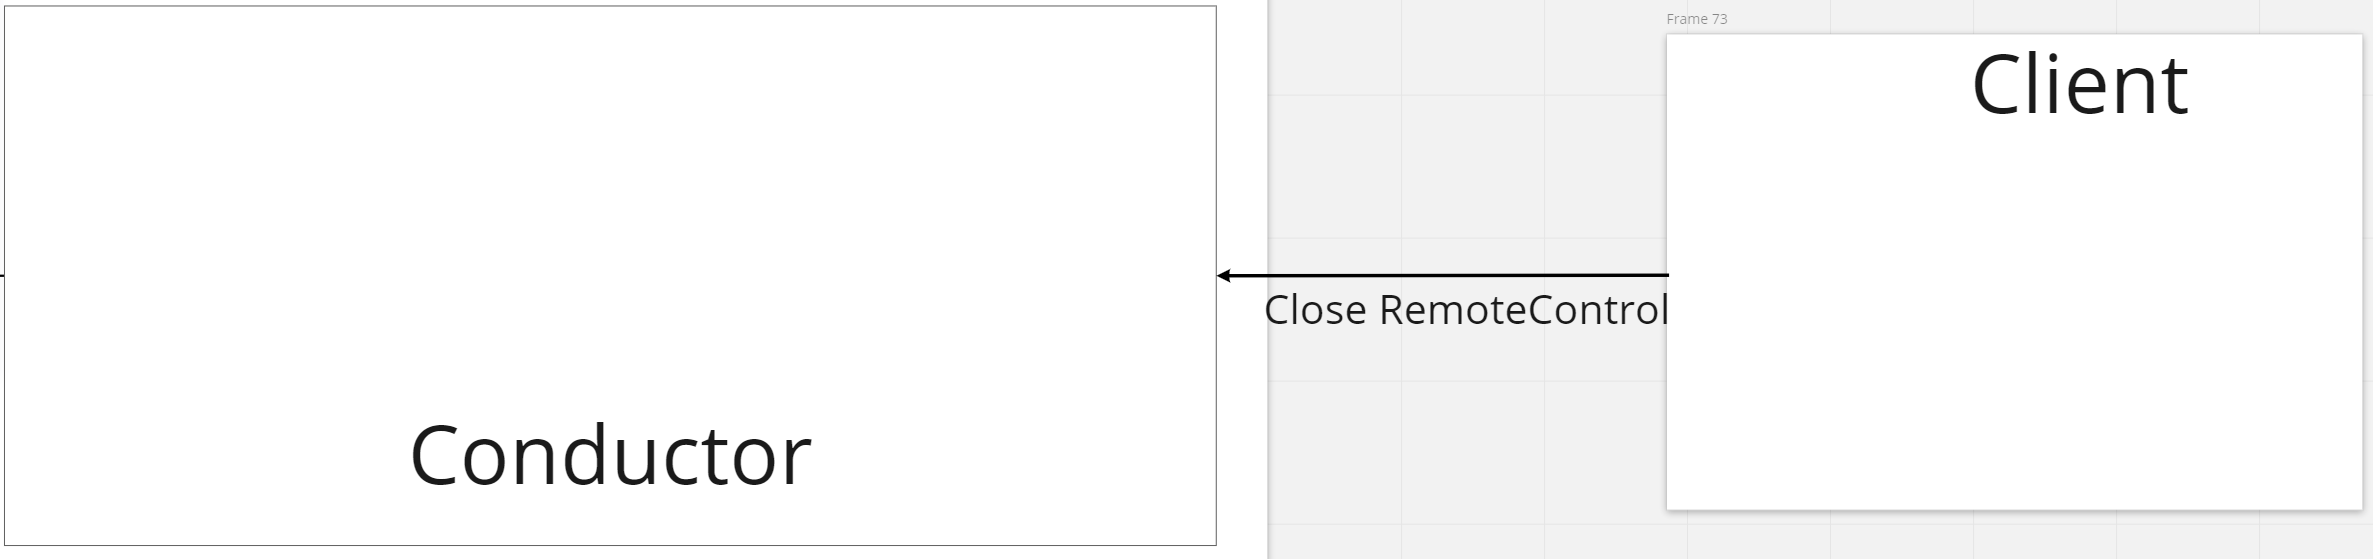 Frame 73
Client
Close RemoteControl
Conductor